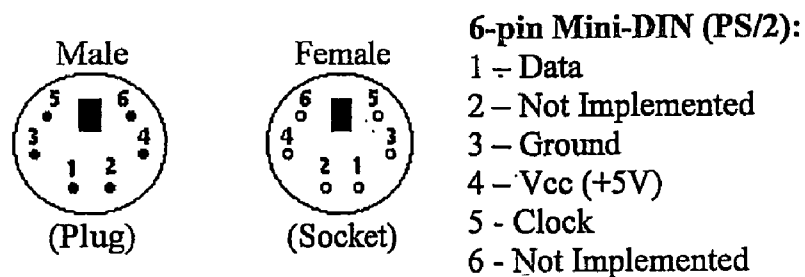 Male
5 6
3 4
1 2
(Plug)
Female
6 5
4 3
2 1
(Socket)
6-pin Mini-DIN (PS/2):
1 – Data
2 – Not Implemented
3 – Ground
4 – Vcc (+5V)
5 - Clock
6 - Not Implemented